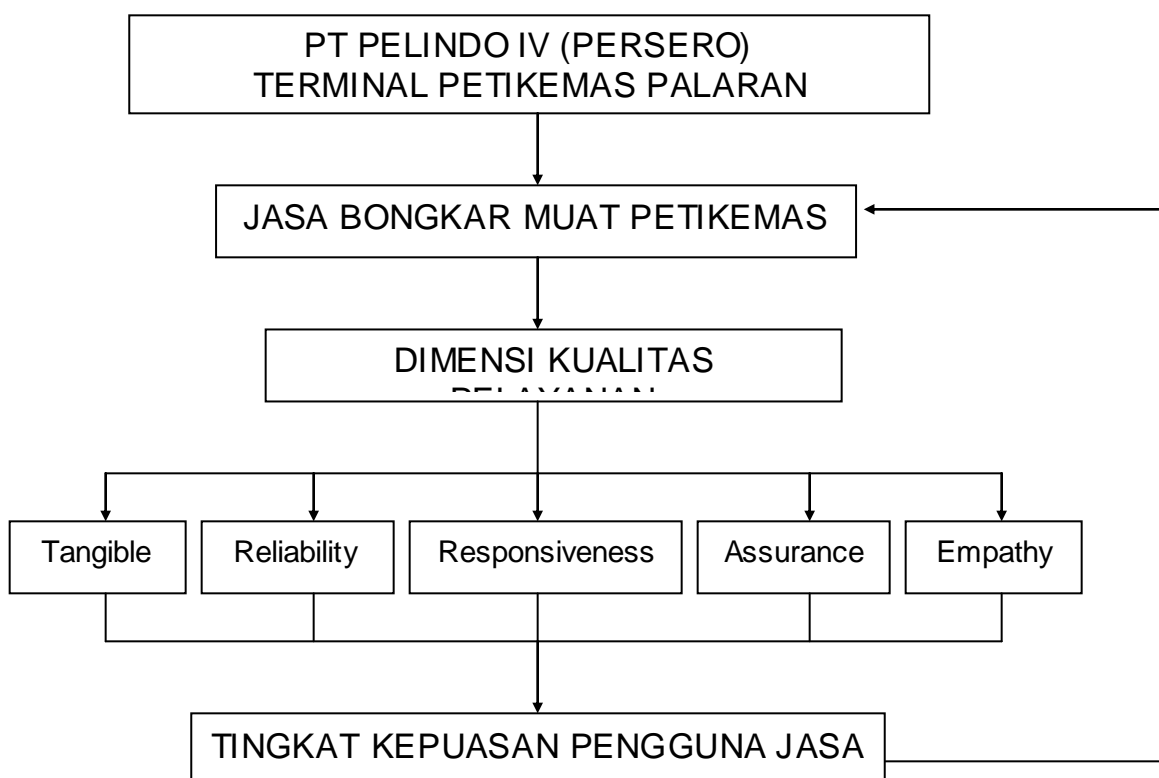 PT PELINDO IV (PERSERO)
TERMINAL PETIKEMAS PALARAN
JASA BONGKAR MUAT PETIKEMAS
DIMENSI KUALITAS
PELAYANAN
Tangible
Reliability
Responsiveness
Assurance
Empathy
TINGKAT KEPUASAN PENGGUNA JASA